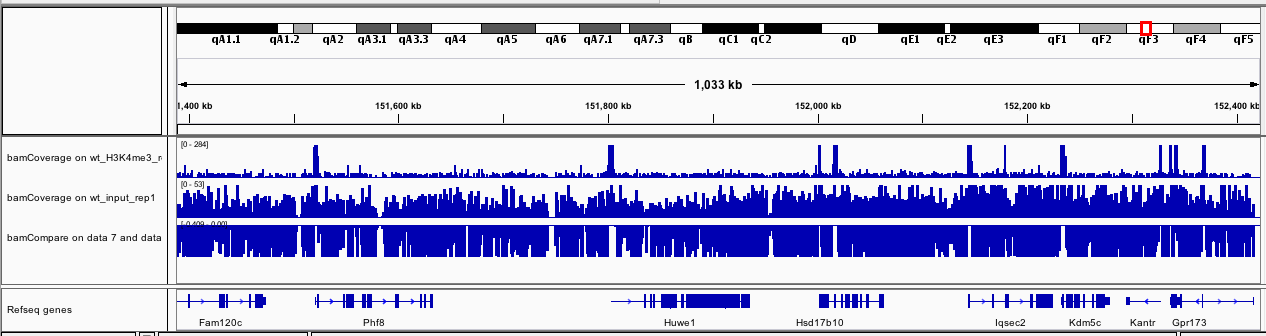 qA1.1 qA1.2 qA2 qA3.1 qA3.3 qA4 qA5 qA6 qA7.1 qA7.3 qB qC1 qC2 qD qE1 qE2 qE3 qF1 qF2 qF3 qF4 qF5
1,033 kb
1,400 kb 151,600 kb 151,800 kb 152,000 kb 152,200 kb 152,400 kb
[0 - 284]
bamCoverage on wt_H3K4me3_r
[0 - 53]
bamCoverage on wt_input_rep1
bamCompare on data 7 and data
Refseq genes
Fam120c Phf8 Huwe1 Hsd17b10 Iqsec2 Kdm5c Kantr Gpr173